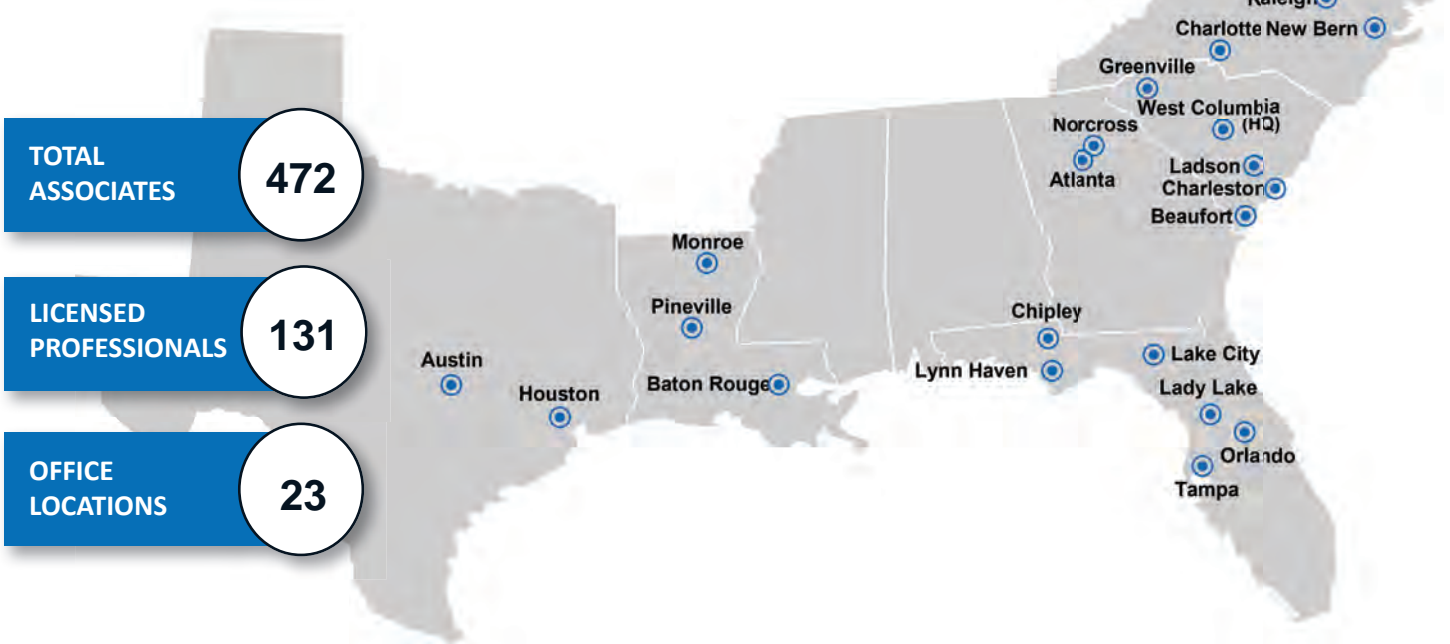 Raleigh
Charlotte New Bern
Greenville
West Columbia
(HQ)
Norcross
Atlanta
Ladson
Charleston
Beaufort
TOTAL
ASSOCIATES
472
Monroe
Pineville
Baton Rouge
LICENSED
PROFESSIONALS
131
Austin
Houston
Chipley
Lynn Haven
Lake City
Lady Lake
Orlando
Tampa
OFFICE
LOCATIONS
23